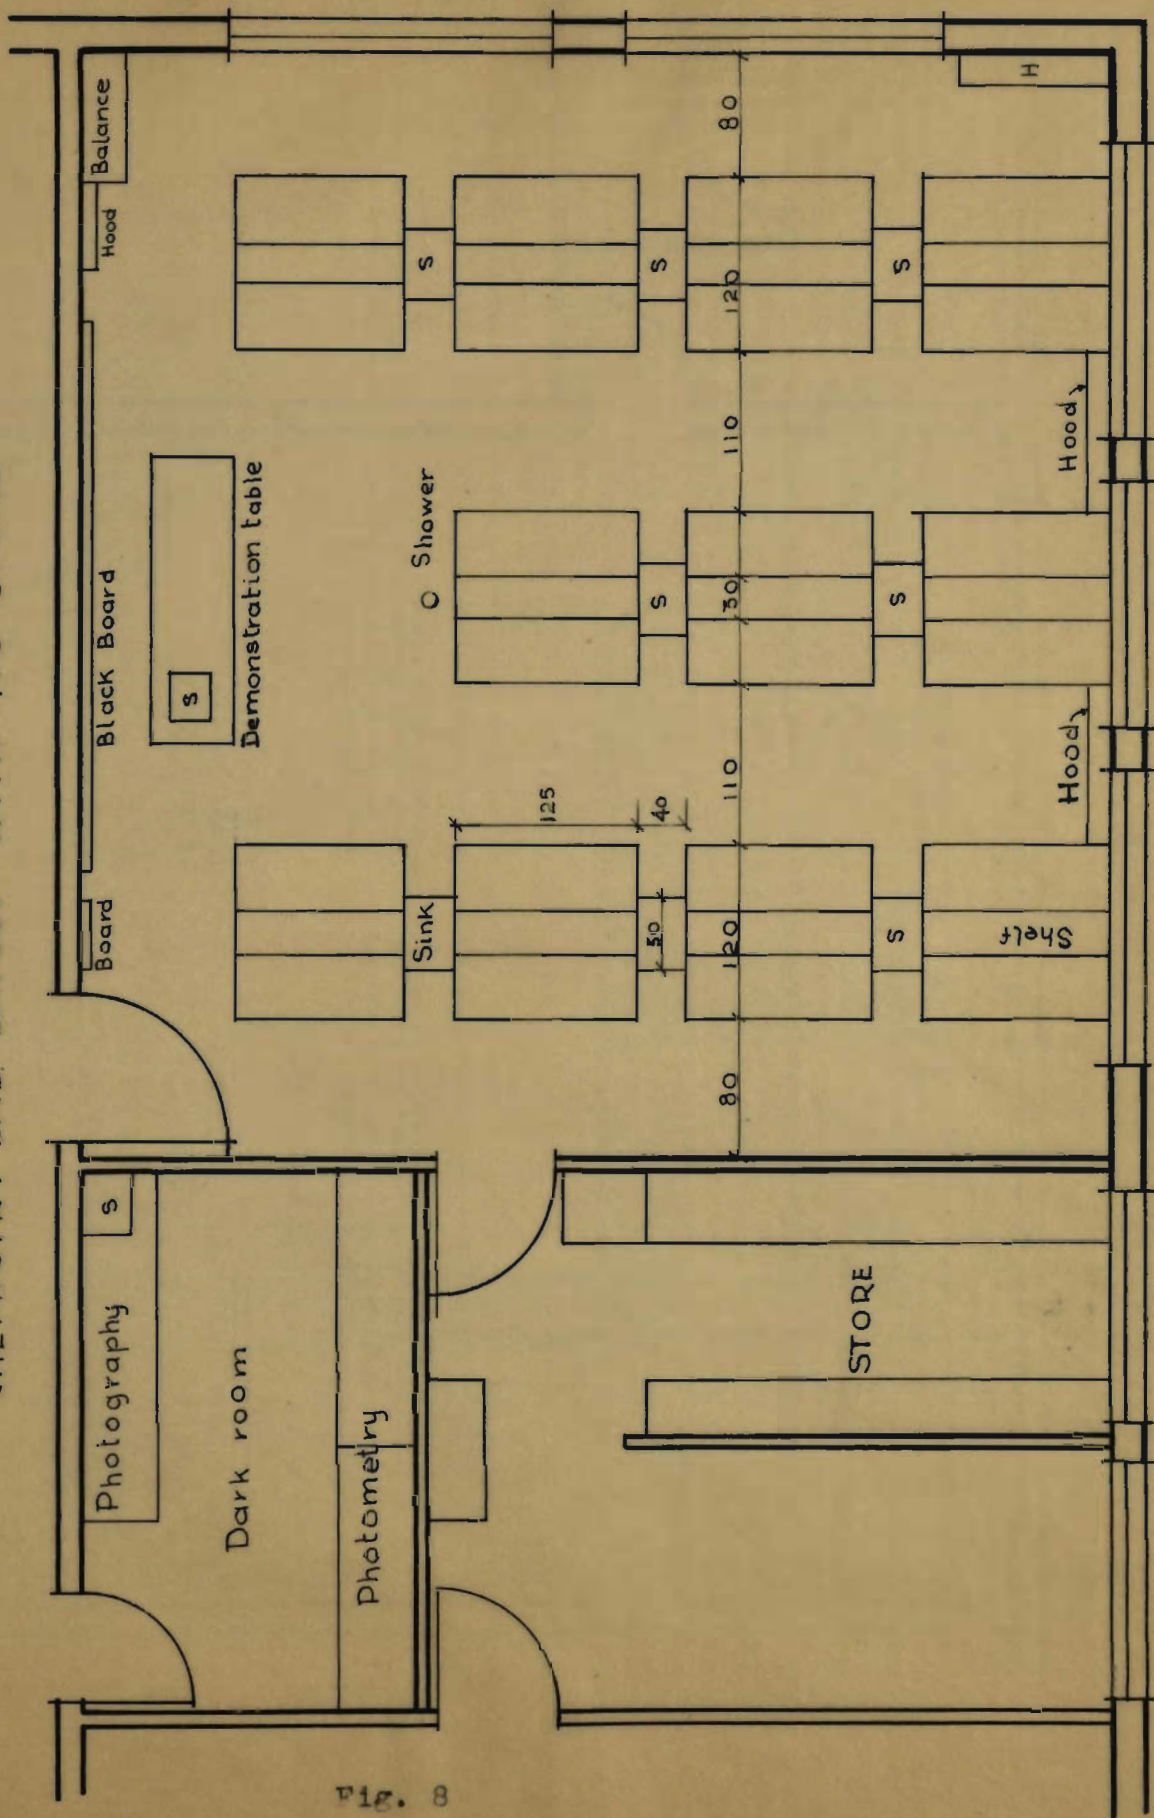 Balance
Hood
Black Board
Board
S
Demonstration table
Shower
H
80
S
S
S
120
110
Hood
S
30
S
110
Hood
125
40
Sink
50
120
S
Shelf
80
S
Photography
Dark room
Photometry
STORE
Fig. 8